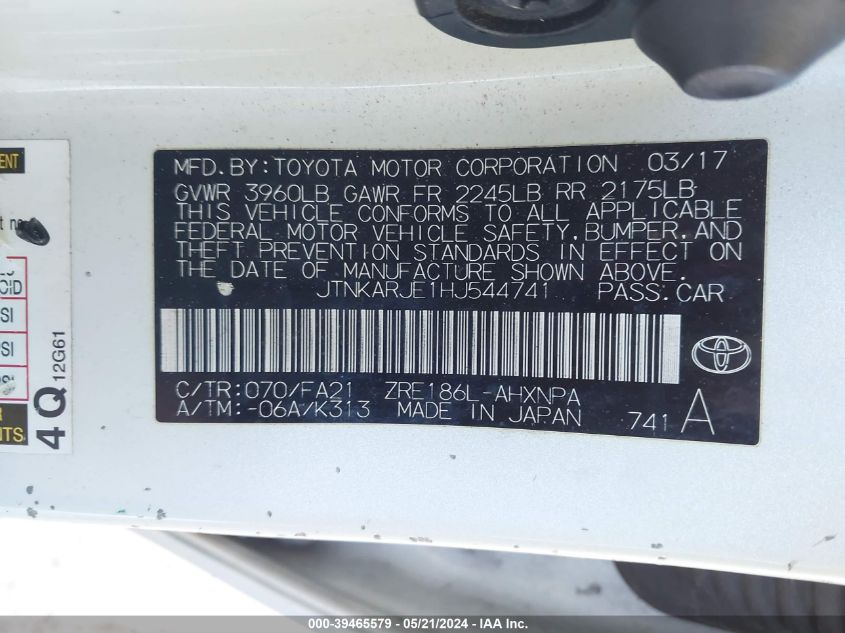 MFD.BY:TOYOTA MOTOR CORPORATION 03/17
GVWR 3960LB GAWR FR 2245LB RR 2175LB
THIS VEHICLE CONFORMS TO ALL APPLICABLE
FEDERAL MOTOR VEHICLE SAFETY,BUMPER,AND
THEFT PREVENTION STANDARDS IN EFFECT ON
THE DATE OF MANUFACTURE SHOWN ABOVE.
JTNKARJE1HJ544741 PASS.CAR
C/TR:070/FA21 ZRE186L-AHXNPA
A/TM:-06A/K313 MADE IN JAPAN 741 A
4Q 12G61
000-39465579 - 05/21/2024 - IAA Inc.